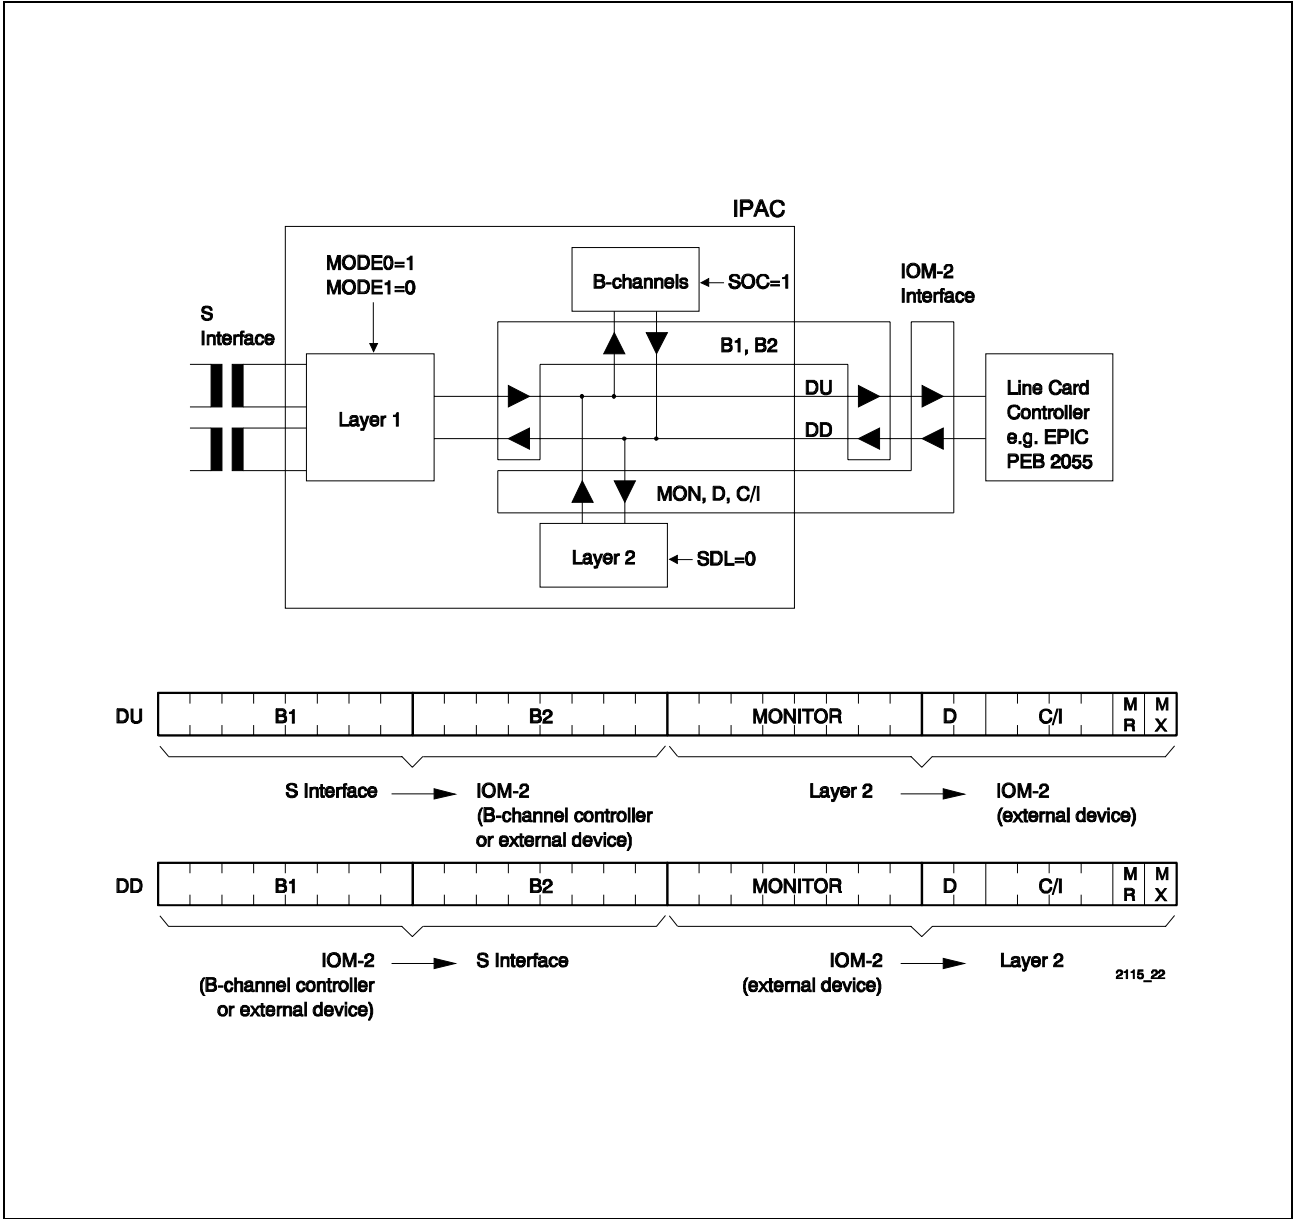 IPAC
MODE0=1
MODE1=0
B-channels
SOC=1
IOM-2
Interface
S
Interface
B1, B2
Layer 1
DU
DD
Line Card
Controller
e.g. EPIC
PEB 2055
MON, D, C/I
Layer 2
SDL=0
DU B1 B2 MONITOR D C/I M R M X
S Interface IOM-2
(B-channel controller
or external device)
Layer 2 IOM-2
(external device)
DD B1 B2 MONITOR D C/I M R M X
IOM-2 S Interface
(B-channel controller
or external device)
IOM-2 Layer 2
(external device)
2115_22